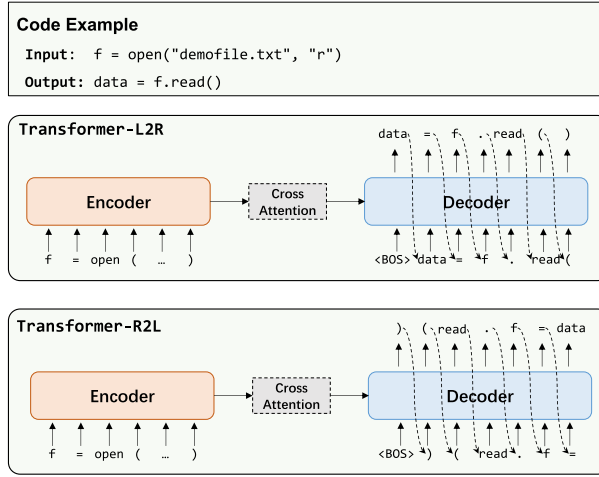 Code Example
Input: f = open("demofile.txt", "r")
Output: data = f.read()
Transformer-L2R
data = f . read ( )
Encoder
Cross
Attention
Decoder
f = open ( … )
<BOS> data = f . read (
Transformer-R2L
) ( read . f = data
Encoder
Cross
Attention
Decoder
f = open ( … )
<BOS> ) ( read . f =